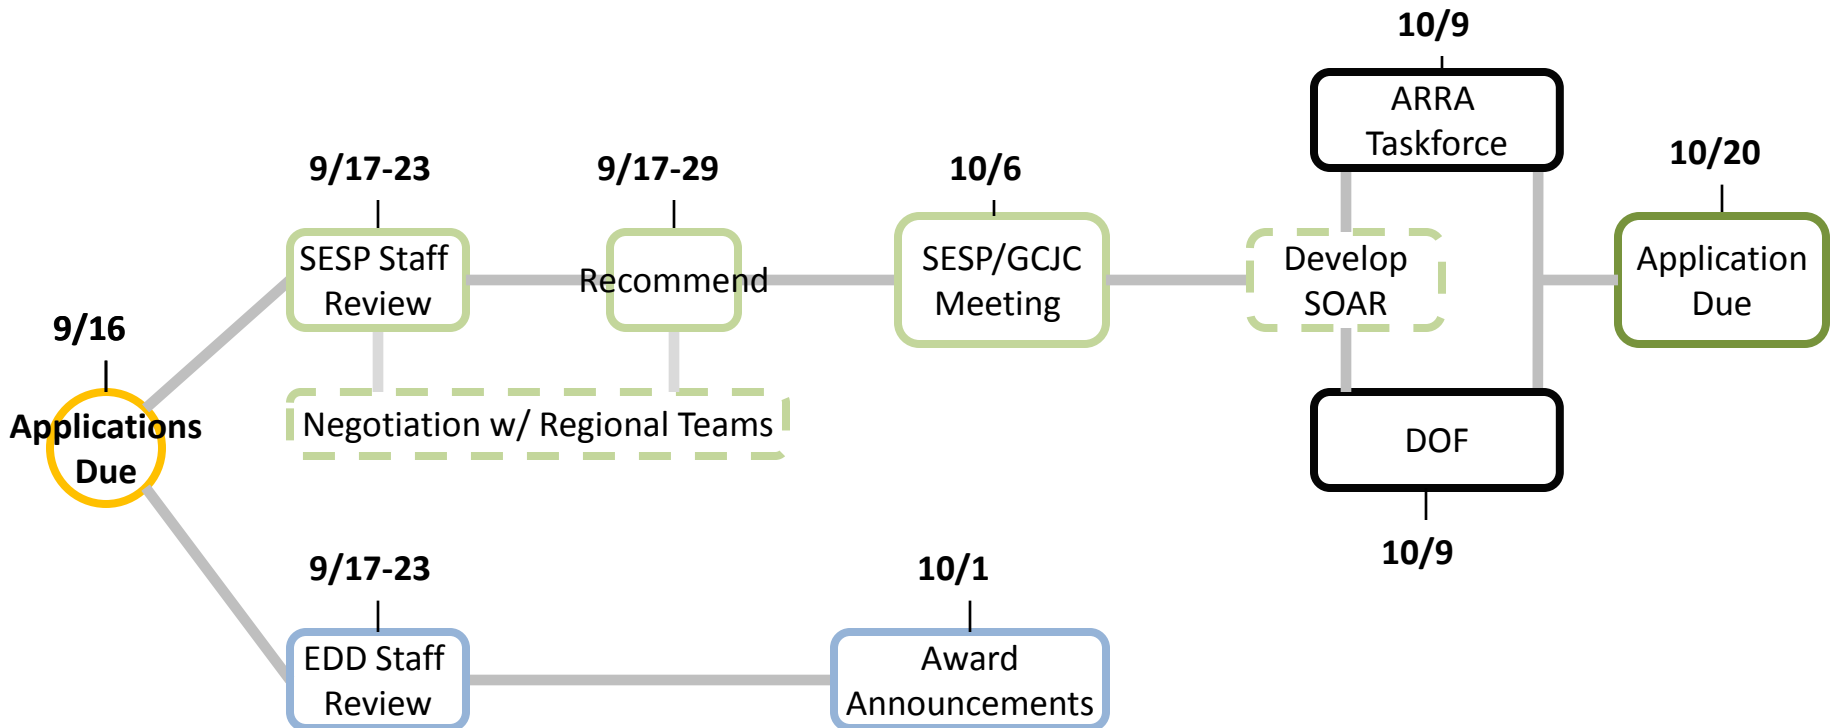 10/9
ARRA
Taskforce
9/17-23
9/17-29
10/6
10/20
SESP Staff
Review
Recommend
SESP/GCJC
Meeting
Develop
SOAR
Application
Due
9/16
Applications
Due
Negotiation w/ Regional Teams
DOF
10/9
9/17-23
10/1
EDD Staff
Review
Award
Announcements